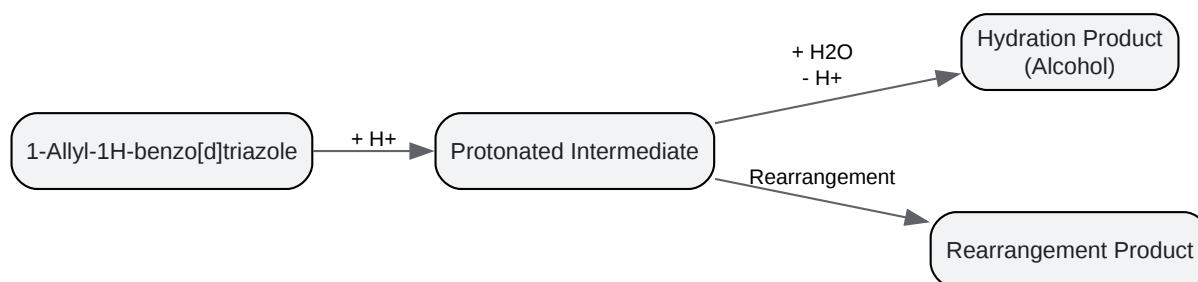 1-Allyl-1H-benzo[d]triazole
+ H+
Protonated Intermediate
+ H2O
- H+
Hydration Product
(Alcohol)
Rearrangement
Rearrangement Product